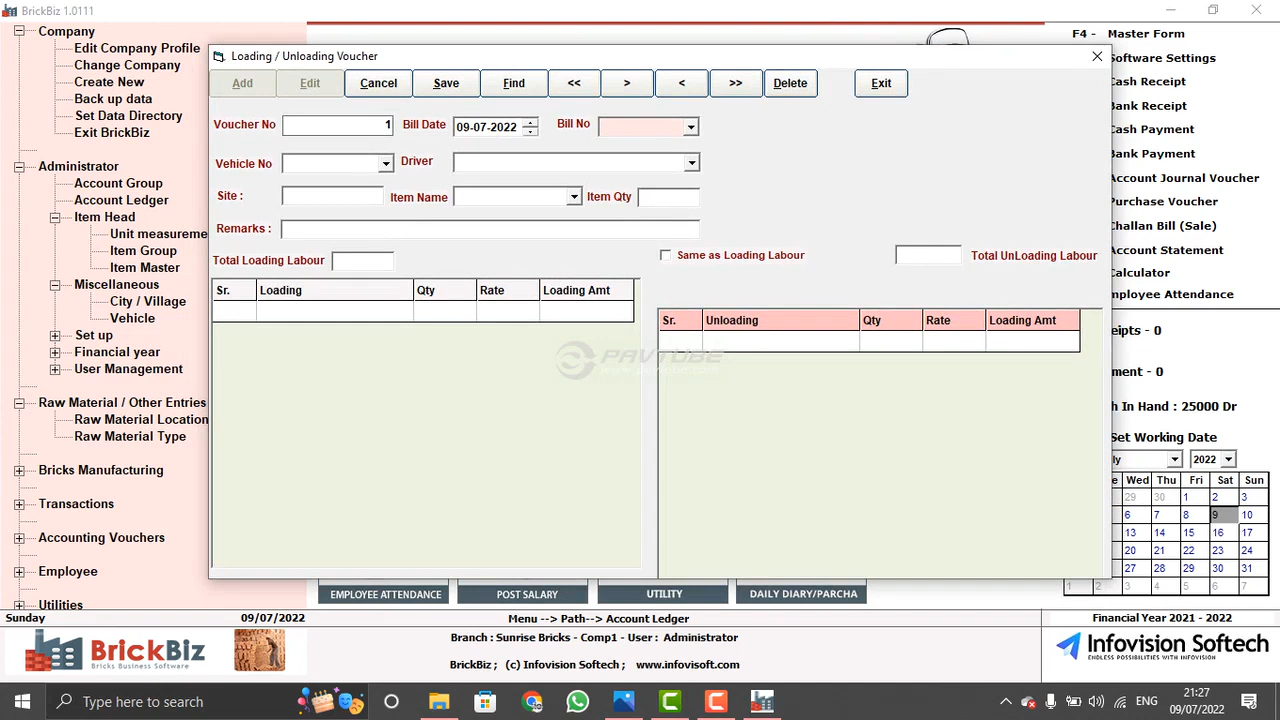 BrickBiz 1.0111
Company
Edit Company Profile
Change Company
Create New
Back up data
Set Data Directory
Exit BrickBiz
Administrator
Account Group
Account Ledger
Item Head
Unit measureme
Item Group
Item Master
Miscellaneous
City / Village
Vehicle
Set up
Financial year
User Management
Raw Material / Other Entries
Raw Material Location
Raw Material Type
Bricks Manufacturing
Transactions
Accounting Vouchers
Employee
Utilities
Loading / Unloading Voucher
Add Edit Cancel Save Find << > < >> Delete Exit
Voucher No 1 Bill Date 09-07-2022 Bill No
Vehicle No Driver
Site : Item Name Item Qty
Remarks :
Total Loading Labour Same as Loading Labour Total UnLoading Labour
Sr. Loading Qty Rate Loading Amt
Sr. Unloading Qty Rate Loading Amt
PAVTUBE
EMPLOYEE ATTENDANCE POST SALARY UTILITY DAILY DIARY/PARCHA
F4 - Master Form
Software Settings
Cash Receipt
Bank Receipt
Cash Payment
Bank Payment
Account Journal Voucher
Purchase Voucher
Challan Bill (Sale)
Account Statement
Calculator
mployee Attendance
eipts - 0
ment - 0
h In Hand : 25000 Dr
Set Working Date
ly 2022
e Wed Thu Fri Sat Sun
29 30 1 2 3
6 7 8 9 10
13 14 15 16 17
20 21 22 23 24
27 28 29 30 31
1 2 3 4 5 6 7
Sunday 09/07/2022 Menu --> Path--> Account Ledger Financial Year 2021 - 2022
BrickBiz
Bricks Business Software
Branch : Sunrise Bricks - Comp1 - User : Administrator
BrickBiz ; (c) Infovision Softech ; www.infovisoft.com
Infovision Softech
ENDLESS POSSIBILITIES WITH INFOVISION
Type here to search
ENG
21:27
09/07/2022